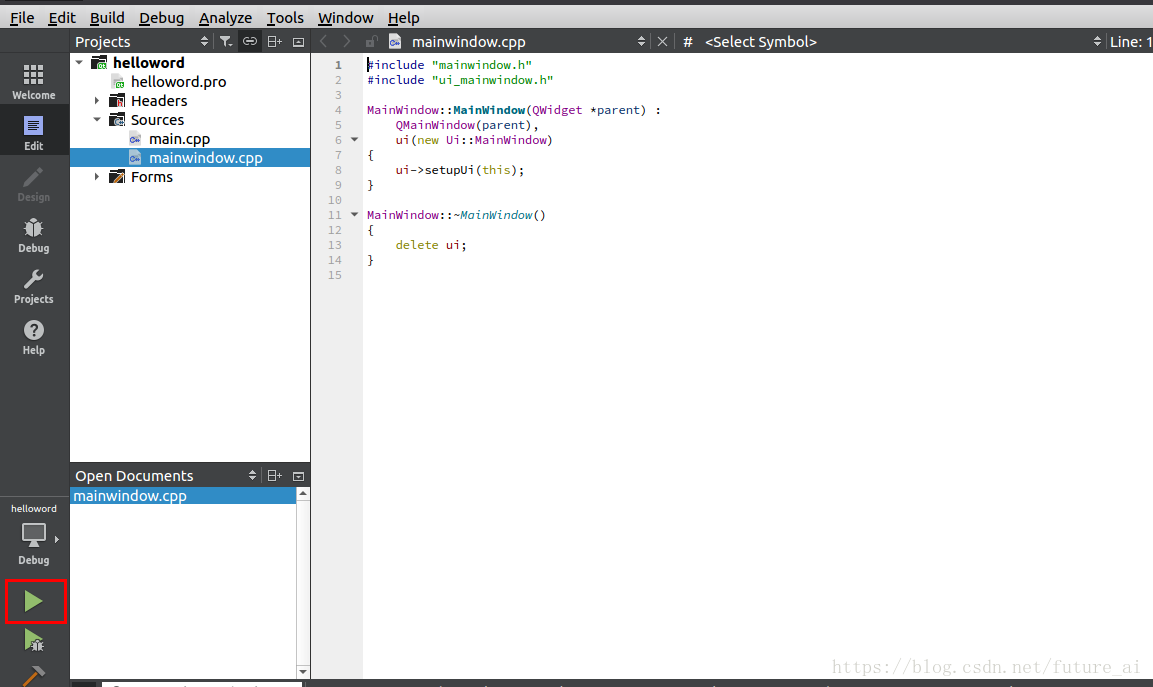 File Edit Build Debug Analyze Tools Window Help
Projects
mainwindow.cpp
# <Select Symbol>
Line: 1
Welcome
Edit
Design
Debug
Projects
Help
helloword
helloword.pro
Headers
Sources
main.cpp
mainwindow.cpp
Forms
1 #include "mainwindow.h"
2 #include "ui_mainwindow.h"
3
4 MainWindow::MainWindow(QWidget *parent) :
5 QMainWindow(parent),
6 ui(new Ui::MainWindow)
7 {
8 ui->setupUi(this);
9 }
10
11 MainWindow::~MainWindow()
12 {
13 delete ui;
14 }
15
Open Documents
mainwindow.cpp
helloword
Debug
https://blog.csdn.net/future_ai